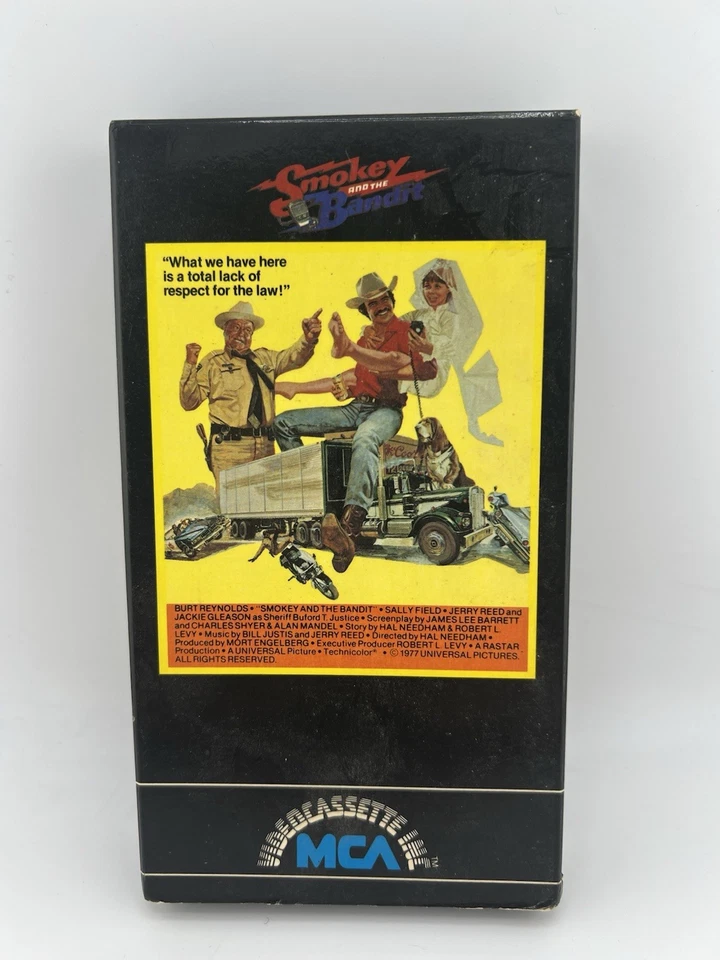 Smokey
AND THE
Bandit
“What we have here
is a total lack of
respect for the law!”
BURT REYNOLDS • “SMOKEY AND THE BANDIT” • SALLY FIELD • JERRY REED and
JACKIE GLEASON as Sheriff Buford T. Justice • Screenplay by JAMES LEE BARRETT
and CHARLES SHYER & ALAN MANDEL • Story by HAL NEEDHAM & ROBERT L.
LEVY • Music by BILL JUSTIS and JERRY REED • Directed by HAL NEEDHAM •
Produced by MORT ENGELBERG • Executive Producer ROBERT L. LEVY • A RASTAR
Production • A UNIVERSAL Picture • Technicolor® • © 1977 UNIVERSAL PICTURES.
ALL RIGHTS RESERVED.
VIDEOCASSETTE INC.
MCA
TM